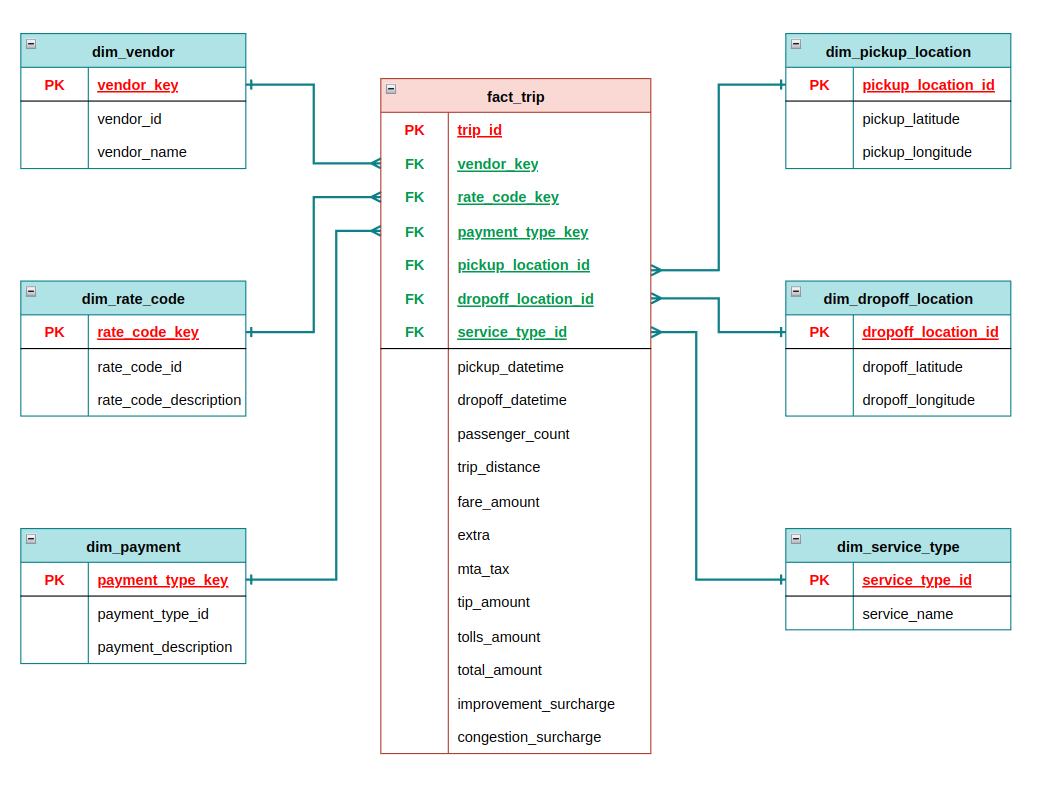 dim_vendor
PK vendor_key
vendor_id
vendor_name
dim_rate_code
PK rate_code_key
rate_code_id
rate_code_description
dim_payment
PK payment_type_key
payment_type_id
payment_description
fact_trip
PK trip_id
FK vendor_key
FK rate_code_key
FK payment_type_key
FK pickup_location_id
FK dropoff_location_id
FK service_type_id
pickup_datetime
dropoff_datetime
passenger_count
trip_distance
fare_amount
extra
mta_tax
tip_amount
tolls_amount
total_amount
improvement_surcharge
congestion_surcharge
dim_pickup_location
PK pickup_location_id
pickup_latitude
pickup_longitude
dim_dropoff_location
PK dropoff_location_id
dropoff_latitude
dropoff_longitude
dim_service_type
PK service_type_id
service_name